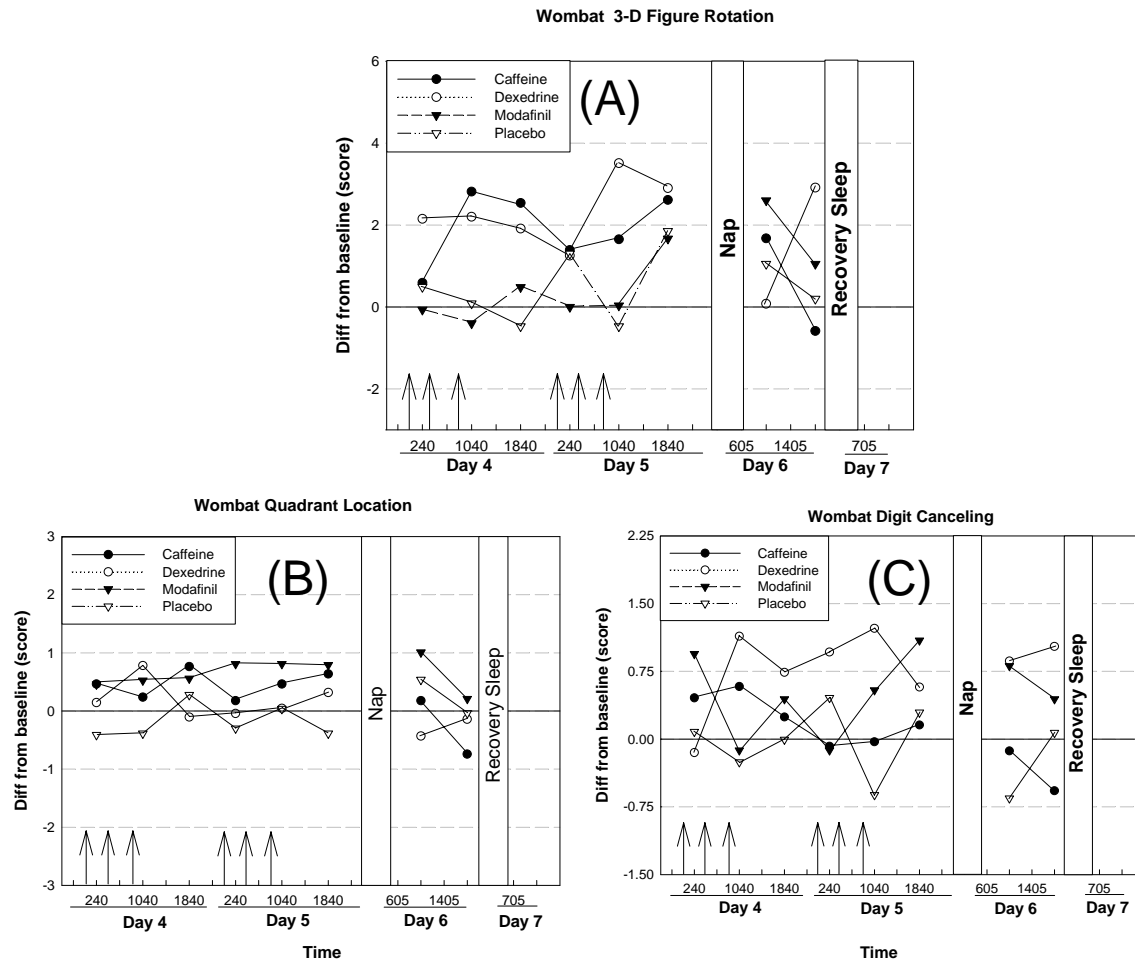 Wombat 3-D Figure Rotation
Diff from baseline (score)
6
4
2
0
-2
Caffeine
Dexedrine
Modafinil
Placebo
(A)
Nap
Recovery Sleep
240 1040 1840 240 1040 1840 605 1405 705
Day 4 Day 5 Day 6 Day 7
Wombat Quadrant Location
Diff from baseline (score)
3
2
1
0
-1
-2
-3
Caffeine
Dexedrine
Modafinil
Placebo
(B)
Nap
Recovery Sleep
240 1040 1840 240 1040 1840 605 1405 705
Day 4 Day 5 Day 6 Day 7
Time
Wombat Digit Canceling
Diff from baseline (score)
2.25
1.50
0.75
0.00
-0.75
-1.50
Caffeine
Dexedrine
Modafinil
Placebo
(C)
Nap
Recovery Sleep
240 1040 1840 240 1040 1840 605 1405 705
Day 4 Day 5 Day 6 Day 7
Time